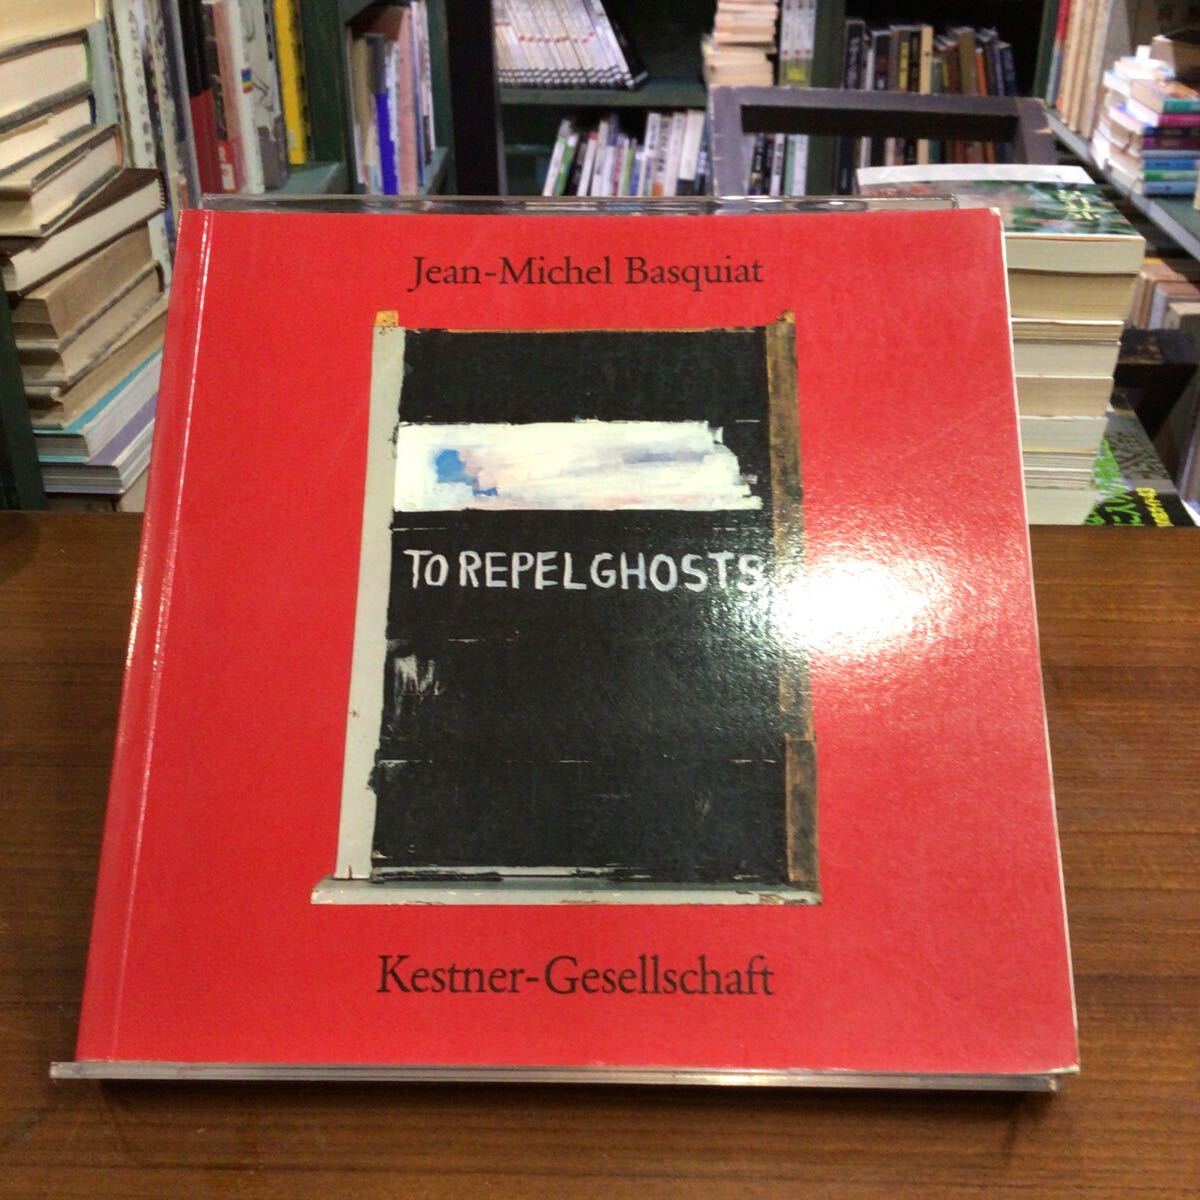 Jean-Michel Basquiat
TO REPEL GHOSTS
Kestner-Gesellschaft